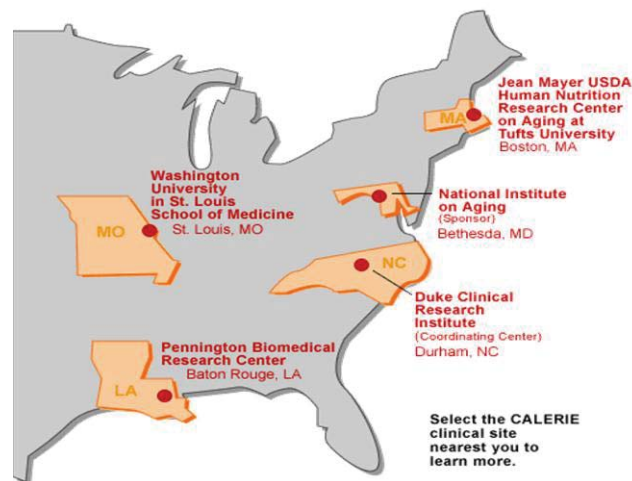 Jean Mayer USDA
Human Nutrition
Research Center
on Aging at
Tufts University
Boston, MA
MA
Washington
University
in St. Louis
School of Medicine
St. Louis, MO
MO
National Institute
on Aging
(Sponsor)
Bethesda, MD
NC
Duke Clinical
Research
Institute
(Coordinating Center)
Durham, NC
Pennington Biomedical
Research Center
Baton Rouge, LA
LA
Select the CALERIE
clinical site
nearest you to
learn more.